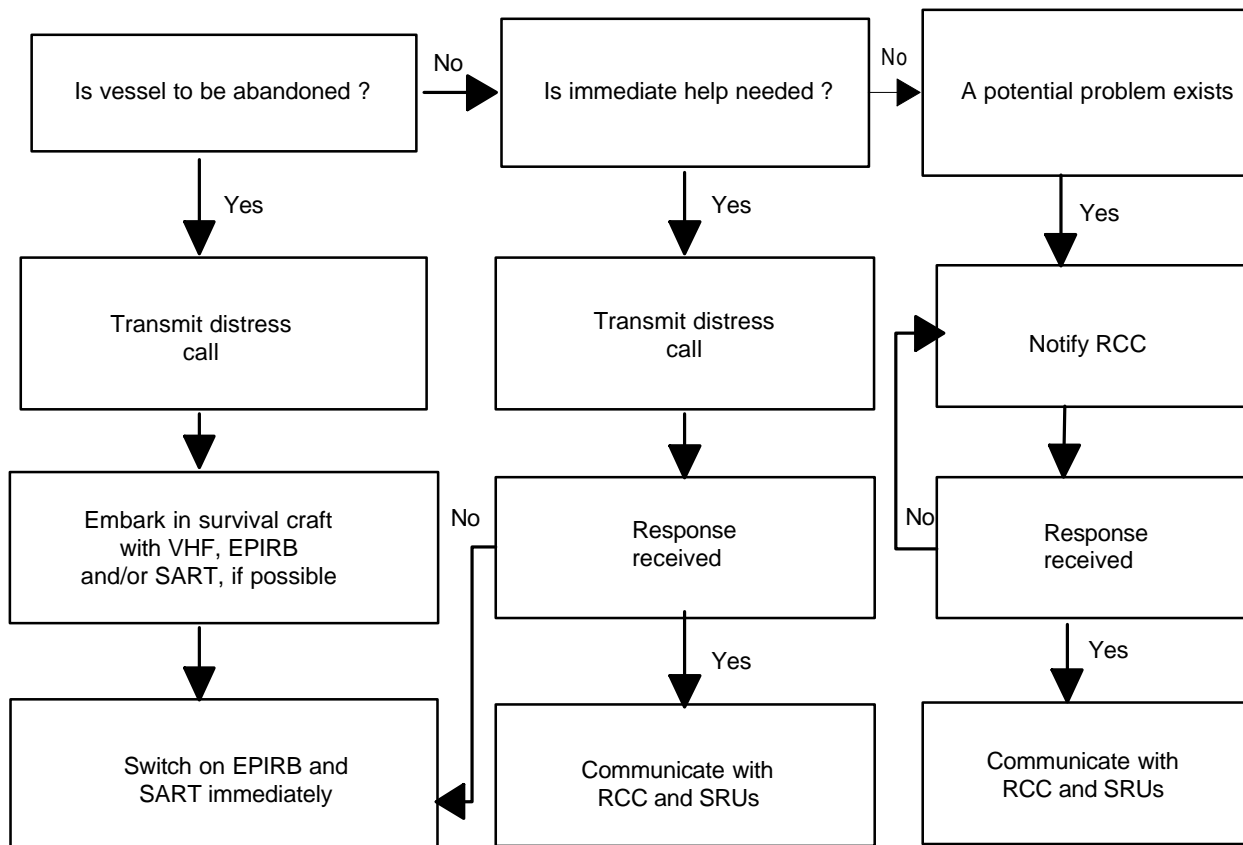 Is vessel to be abandoned ?
No
Is immediate help needed ?
No
A potential problem exists
Yes
Yes
Yes
Transmit distress
call
Transmit distress
call
Notify RCC
Embark in survival craft
with VHF, EPIRB
and/or SART, if possible
No
Response
received
No
Response
received
Yes
Yes
Switch on EPIRB and
SART immediately
Communicate with
RCC and SRUs
Communicate with
RCC and SRUs